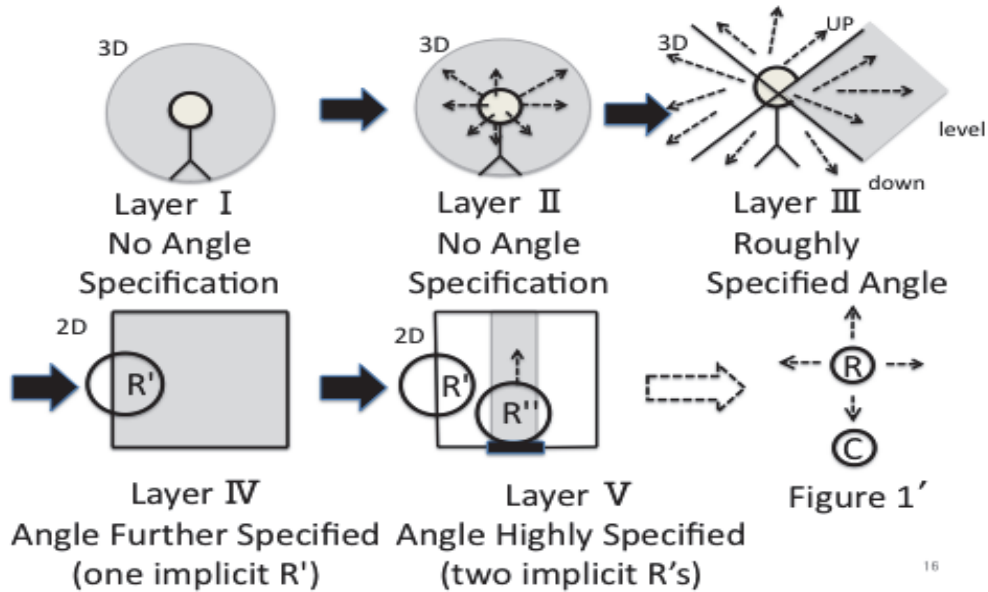 3D
3D
3D
UP
level
down
Layer Ⅰ
No Angle
Specification
Layer Ⅱ
No Angle
Specification
Layer Ⅲ
Roughly
Specified Angle
2D
R'
2D
R'
R''
R
C
Layer Ⅳ
Angle Further Specified
(one implicit R')
Layer Ⅴ
Angle Highly Specified
(two implicit R’s)
Figure 1′
16